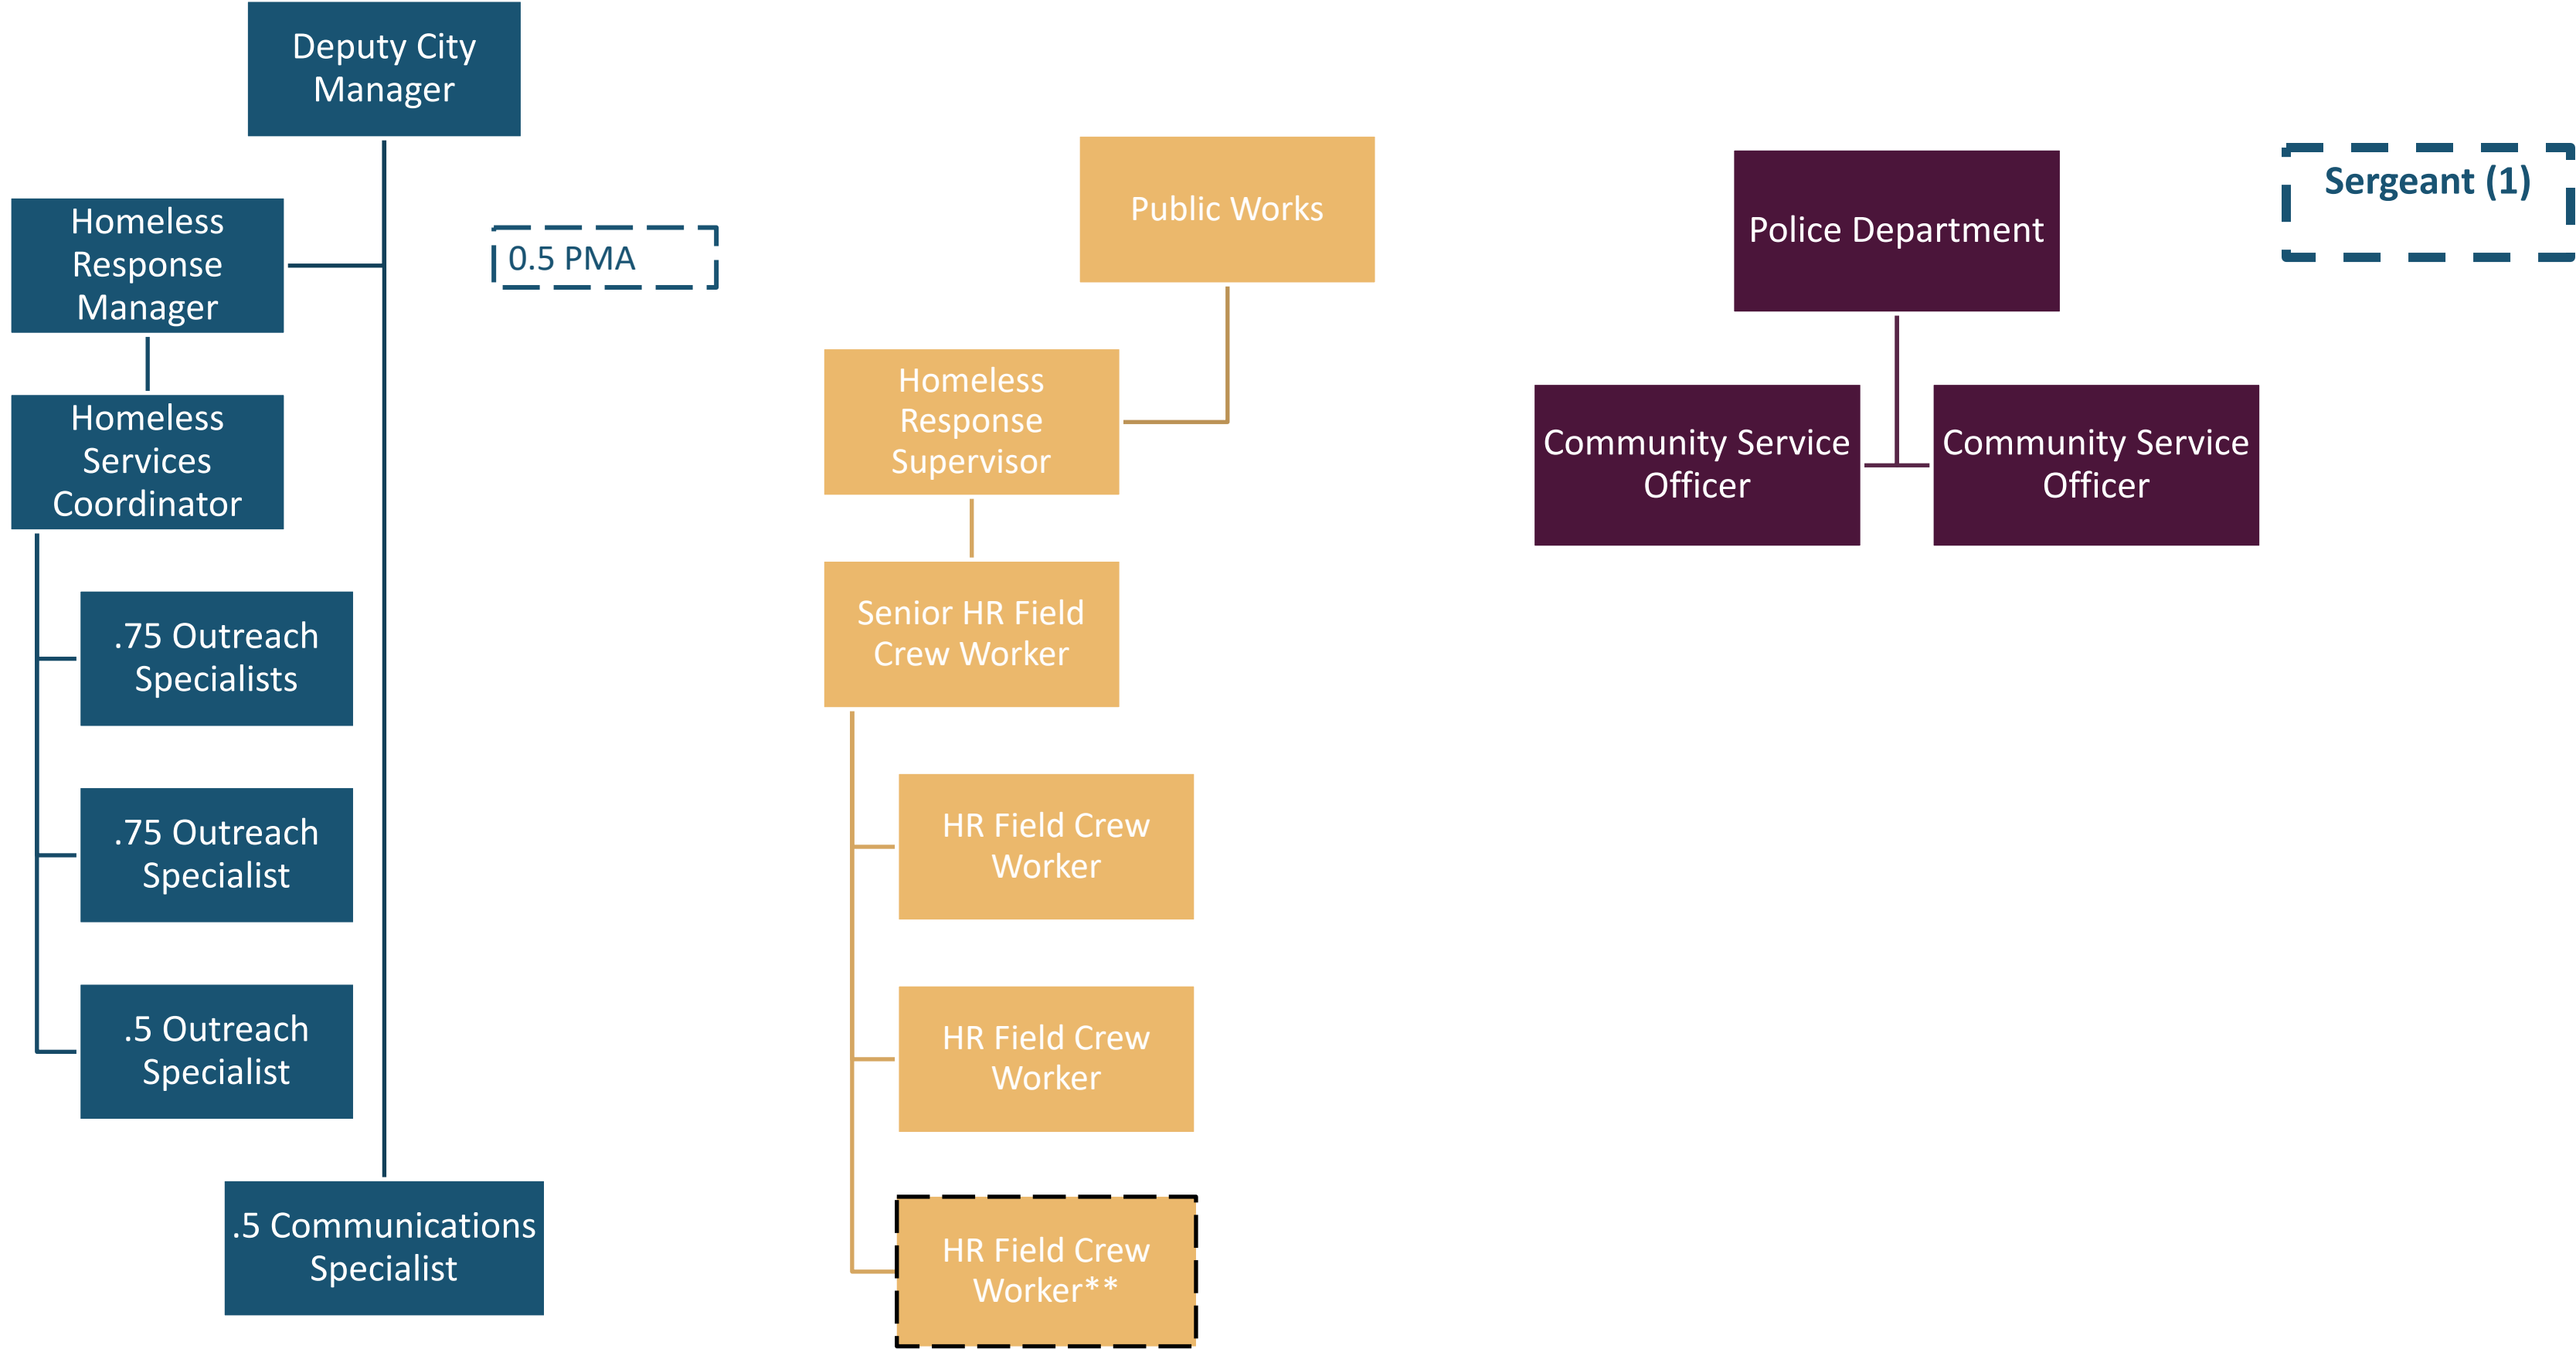 Deputy City
Manager
Homeless
Response
Manager
0.5 PMA
Homeless
Services
Coordinator
.75 Outreach
Specialists
.75 Outreach
Specialist
.5 Outreach
Specialist
.5 Communications
Specialist
Public Works
Homeless
Response
Supervisor
Senior HR Field
Crew Worker
HR Field Crew
Worker
HR Field Crew
Worker
HR Field Crew
Worker**
Police Department
Community Service
Officer
Community Service
Officer
Sergeant (1)